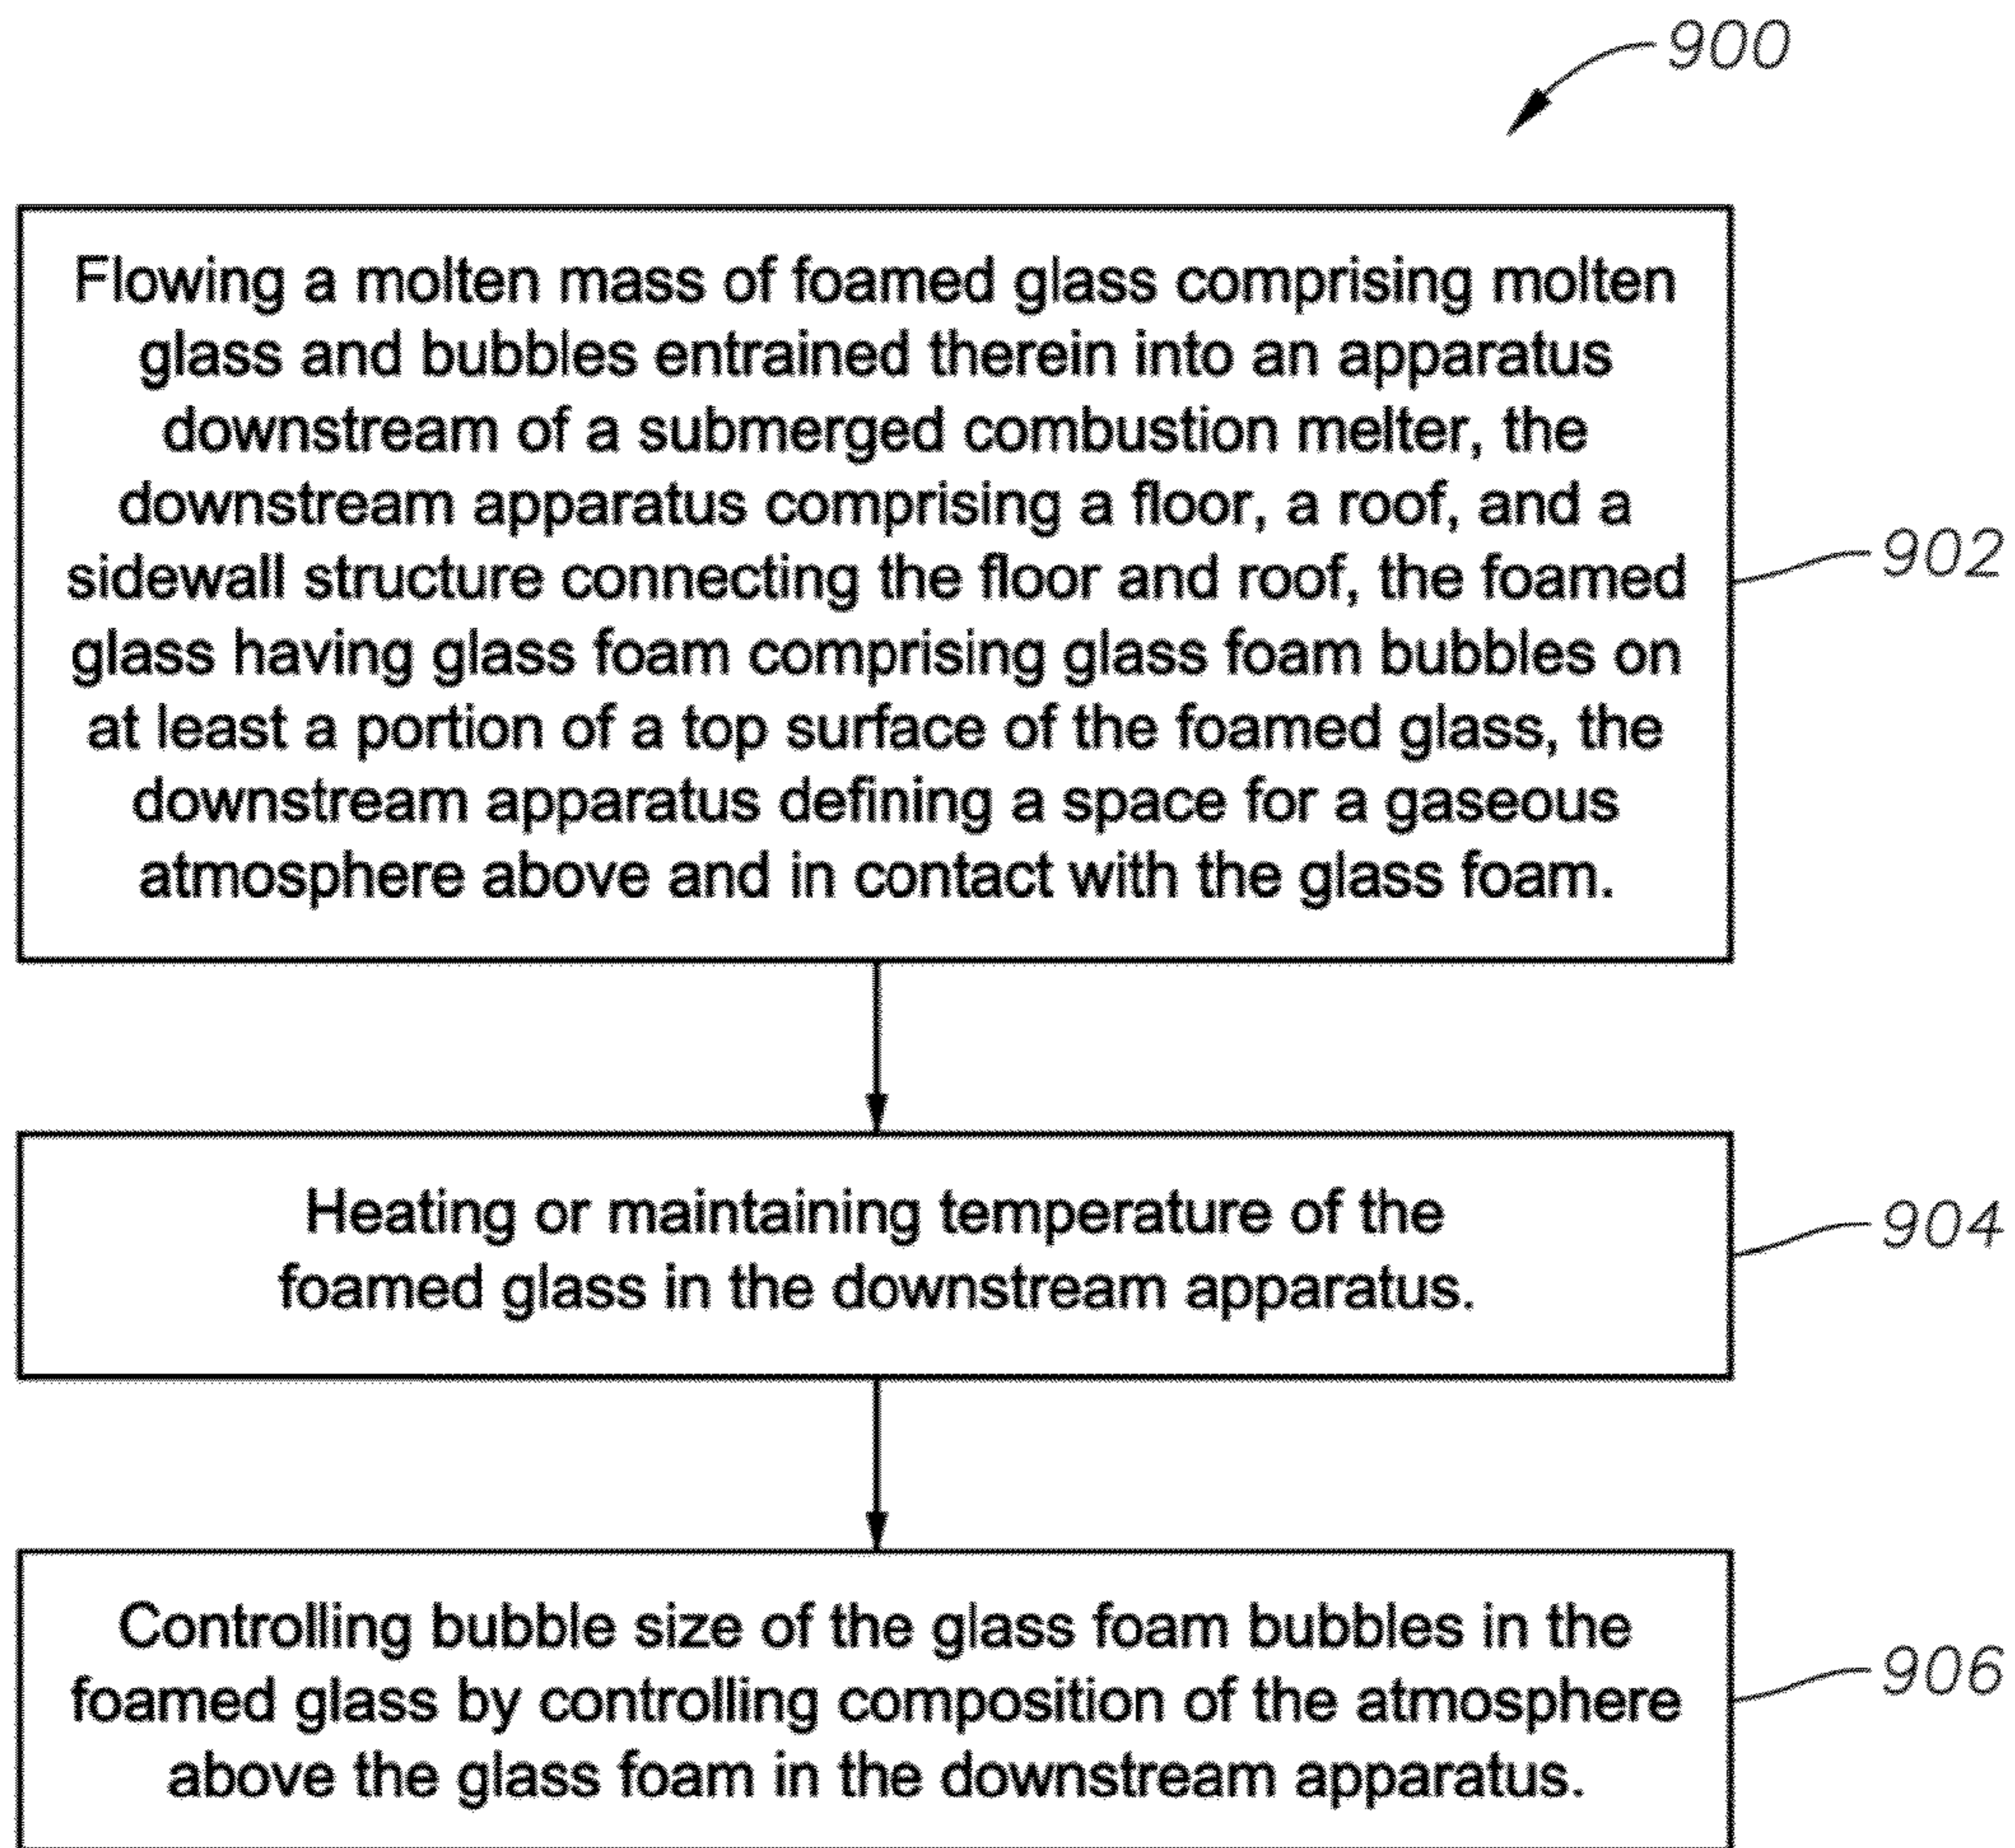 900
Flowing a molten mass of foamed glass comprising molten
glass and bubbles entrained therein into an apparatus
downstream of a submerged combustion melter, the
downstream apparatus comprising a floor, a roof, and a
sidewall structure connecting the floor and roof, the foamed
glass having glass foam comprising glass foam bubbles on
at least a portion of a top surface of the foamed glass, the
downstream apparatus defining a space for a gaseous
atmosphere above and in contact with the glass foam.
902
Heating or maintaining temperature of the
foamed glass in the downstream apparatus.
904
Controlling bubble size of the glass foam bubbles in the
foamed glass by controlling composition of the atmosphere
above the glass foam in the downstream apparatus.
906